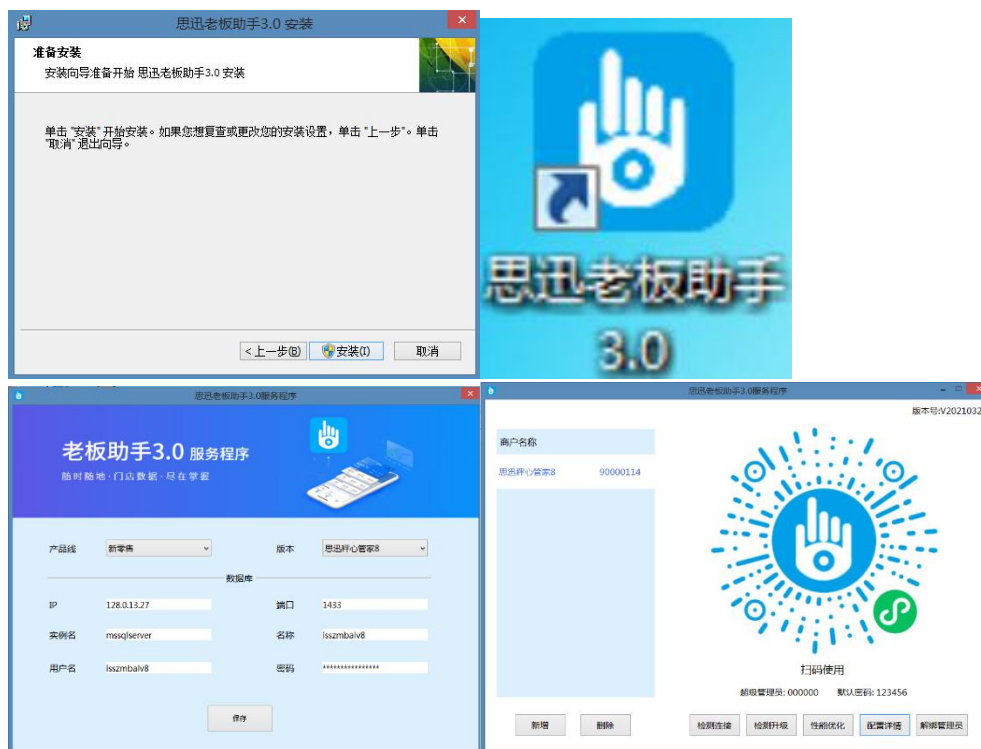 思迅老板助手3.0 安装
准备安装
安装向导准备开始 思迅老板助手3.0 安装
单击 "安装" 开始安装。如果您想复查或更改您的安装设置，单击 "上一步"。单击
"取消" 退出向导。
<上一步(B)
安装(I)
取消
思迅老板助手
3.0
思迅老板助手3.0服务程序
老板助手3.0 服务程序
随时随地·门店数据·尽在掌握
产品线 新零售 版本 思迅秤心管家8
数据库
IP 128.0.13.27 端口 1433
实例名 mssqlserver 名称 isszmbalv8
用户名 isszmbalv8 密码 ***************
保存
思迅老板助手3.0服务程序
版本号:V2021032
商户名称
思迅秤心管家8 90000114
扫码使用
超级管理员: 000000 默认密码: 123456
新增 删除 检测连接 检测升级 性能优化 配置详情 解绑管理员